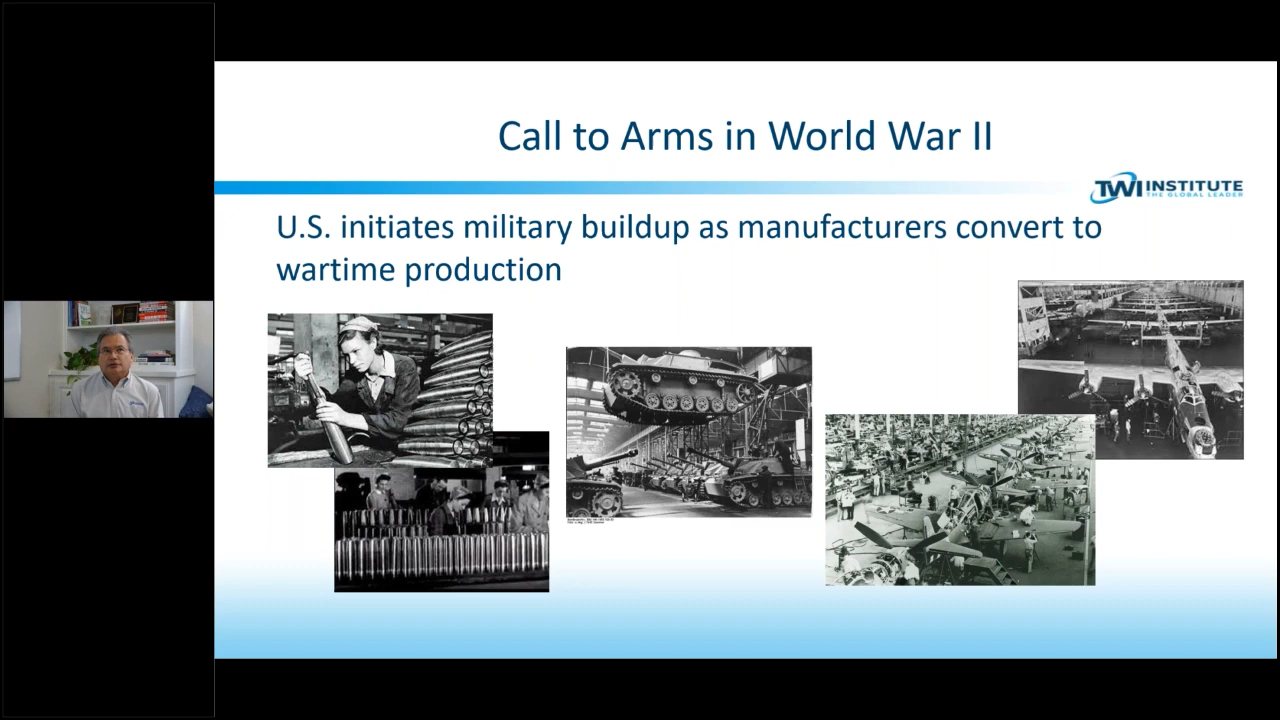 Call to Arms in World War II
TWI INSTITUTE
THE GLOBAL LEADER
U.S. initiates military buildup as manufacturers convert to
wartime production